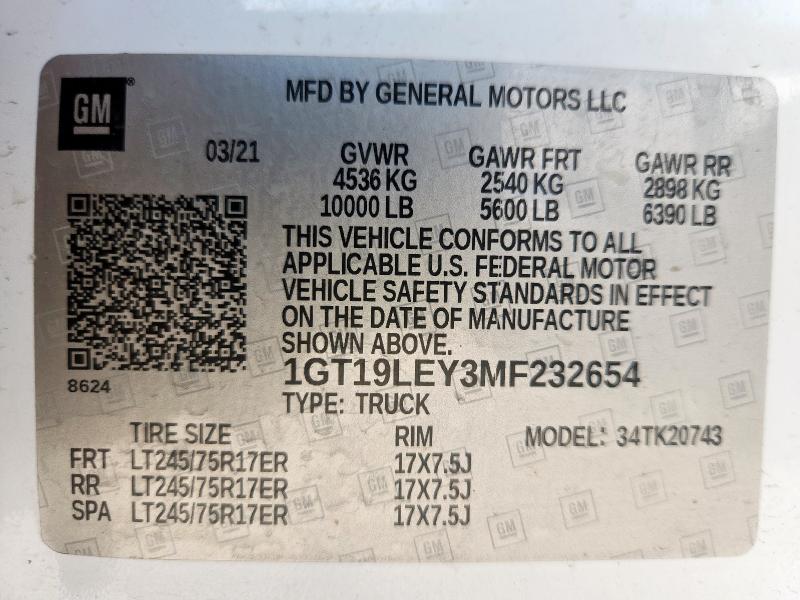 GM
MFD BY GENERAL MOTORS LLC
03/21 GVWR GAWR FRT GAWR RR
4536 KG 2540 KG 2898 KG
10000 LB 5600 LB 6390 LB
THIS VEHICLE CONFORMS TO ALL
APPLICABLE U.S. FEDERAL MOTOR
VEHICLE SAFETY STANDARDS IN EFFECT
ON THE DATE OF MANUFACTURE
SHOWN ABOVE.
8624
1GT19LEY3MF232654
TYPE: TRUCK
TIRE SIZE RIM MODEL: 34TK20743
FRT LT245/75R17ER 17X7.5J
RR LT245/75R17ER 17X7.5J
SPA LT245/75R17ER 17X7.5J